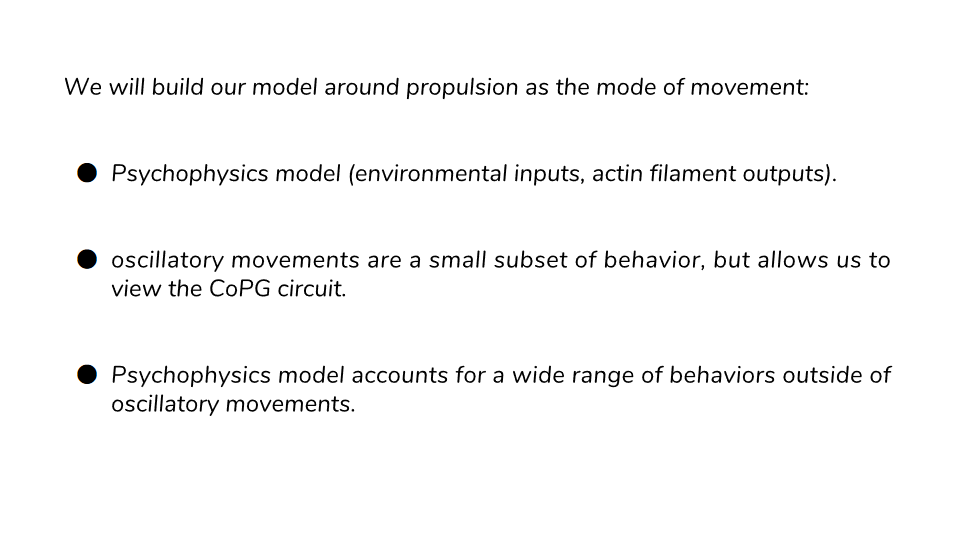 We will build our model around propulsion as the mode of movement:
● Psychophysics model (environmental inputs, actin filament outputs).
● oscillatory movements are a small subset of behavior, but allows us to
view the CoPG circuit.
● Psychophysics model accounts for a wide range of behaviors outside of
oscillatory movements.